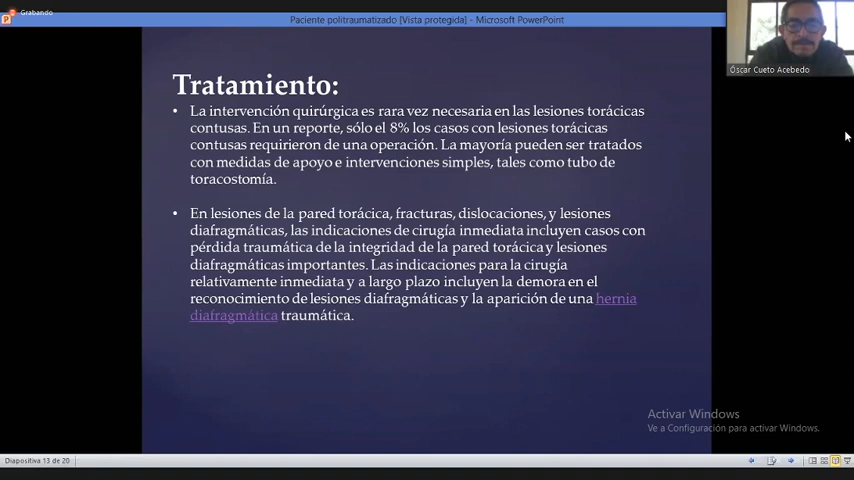 Grabando
Paciente politraumatizado [Vista protegida] - Microsoft PowerPoint
Óscar Cueto Acebedo
Tratamiento:
• La intervención quirúrgica es rara vez necesaria en las lesiones torácicas
contusas. En un reporte, sólo el 8% los casos con lesiones torácicas
contusas requirieron de una operación. La mayoría pueden ser tratados
con medidas de apoyo e intervenciones simples, tales como tubo de
toracostomía.
• En lesiones de la pared torácica, fracturas, dislocaciones, y lesiones
diafragmáticas, las indicaciones de cirugía inmediata incluyen casos con
pérdida traumática de la integridad de la pared torácica y lesiones
diafragmáticas importantes. Las indicaciones para la cirugía
relativamente inmediata y a largo plazo incluyen la demora en el
reconocimiento de lesiones diafragmáticas y la aparición de una hernia
diafragmática traumática.
Activar Windows
Ve a Configuración para activar Windows.
Diapositiva 13 de 20